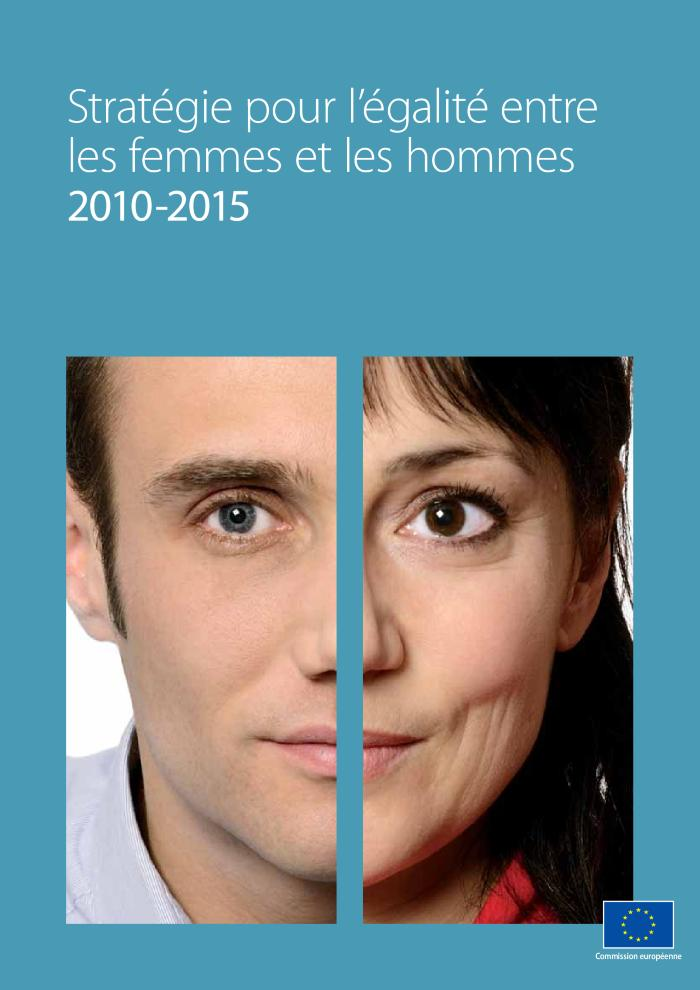 Stratégie pour l’égalité entre
les femmes et les hommes
2010-2015
Commission européenne